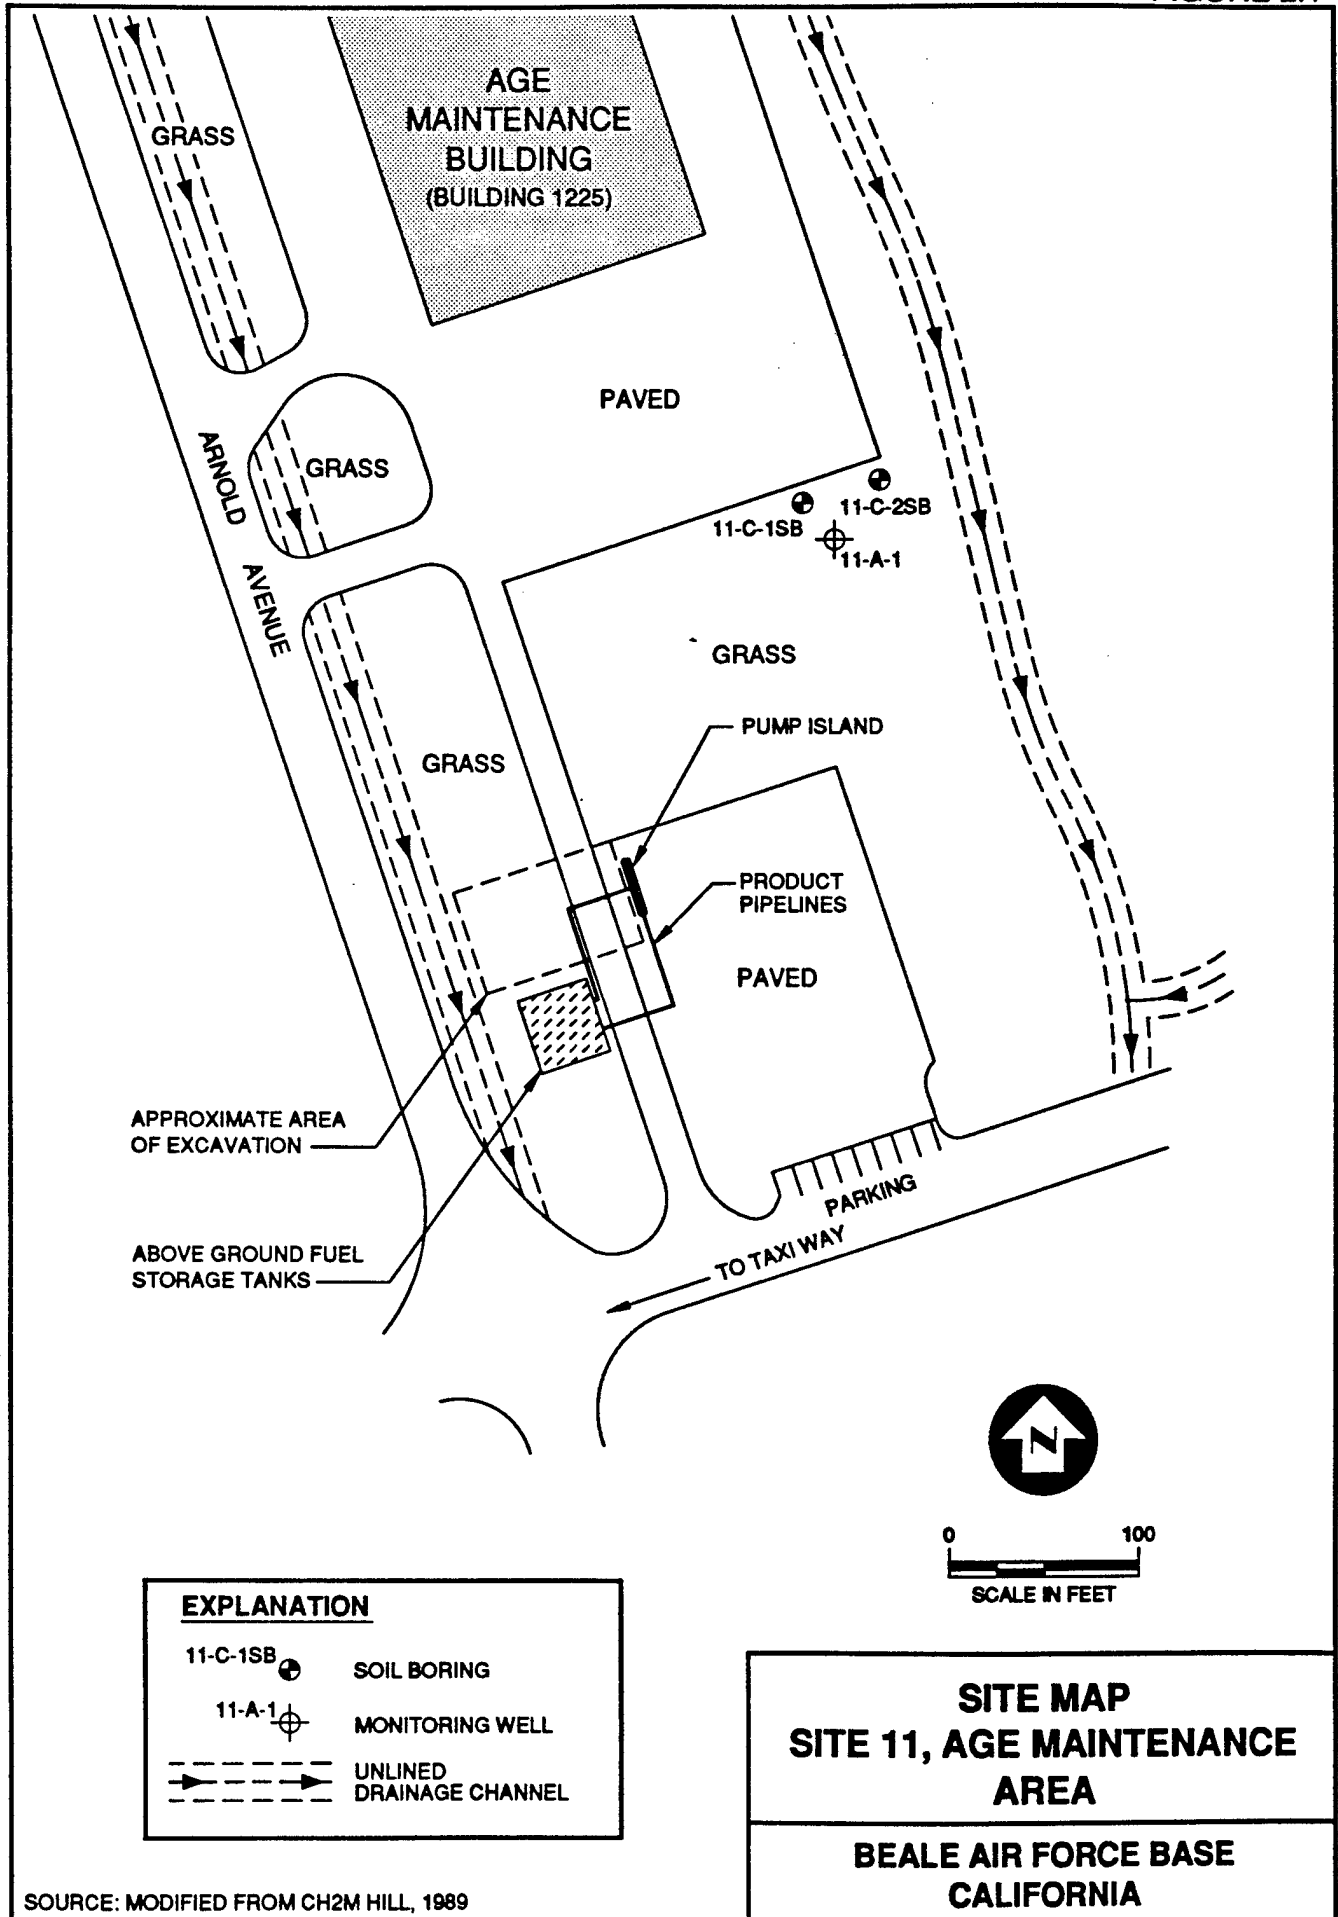 GRASS
AGE
MAINTENANCE
BUILDING
(BUILDING 1225)
PAVED
ARNOLD AVENUE
GRASS
11-C-2SB
11-C-1SB
11-A-1
GRASS
PUMP ISLAND
GRASS
PRODUCT
PIPELINES
PAVED
APPROXIMATE AREA
OF EXCAVATION
PARKING
ABOVE GROUND FUEL
STORAGE TANKS
TO TAXI WAY
N
0 100
SCALE IN FEET
EXPLANATION
11-C-1SB SOIL BORING
11-A-1 MONITORING WELL
UNLINED
DRAINAGE CHANNEL
SITE MAP
SITE 11, AGE MAINTENANCE
AREA
BEALE AIR FORCE BASE
CALIFORNIA
SOURCE: MODIFIED FROM CH2M HILL, 1989